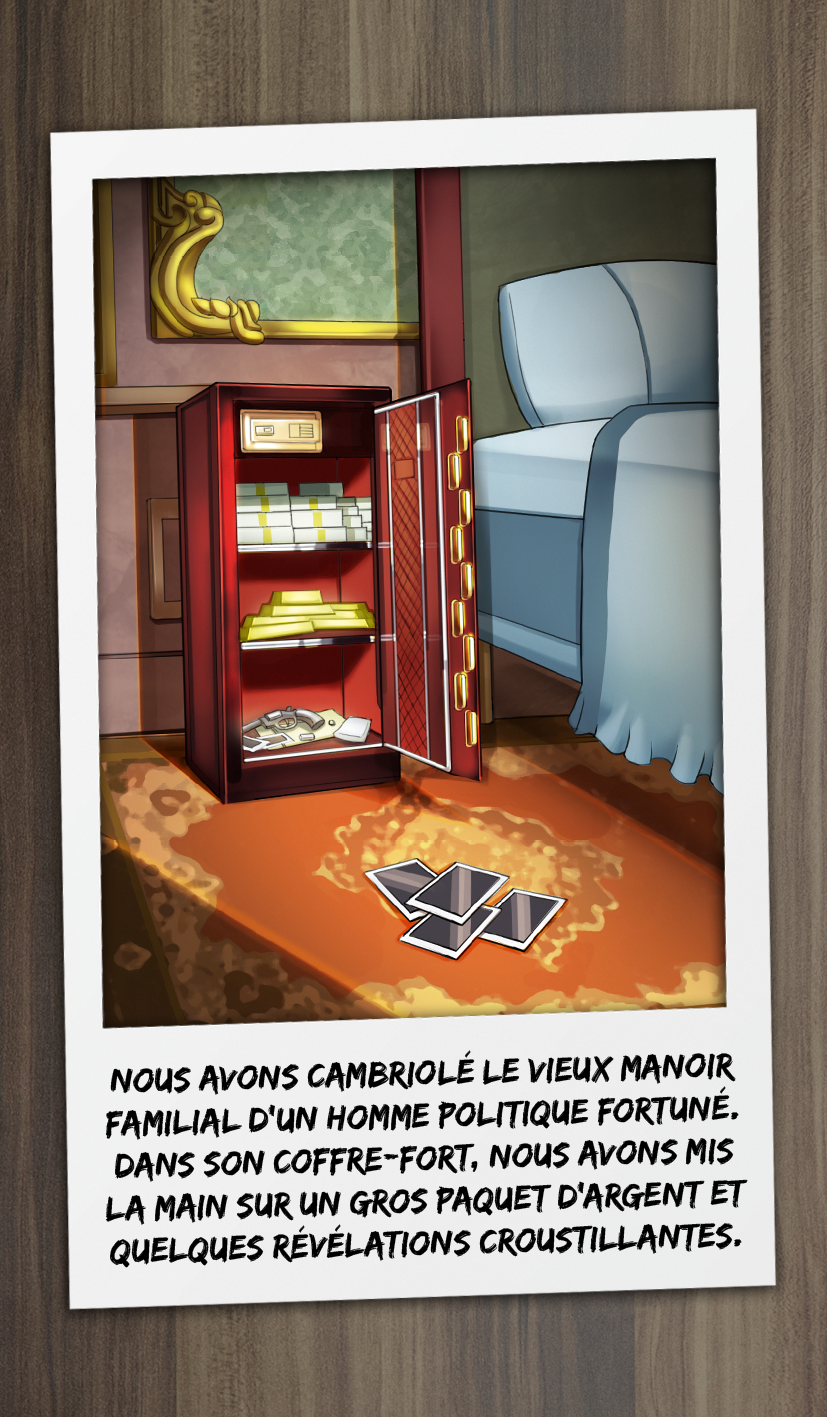 NOUS AVONS CAMBRIOLÉ LE VIEUX MANOIR
FAMILIAL D'UN HOMME POLITIQUE FORTUNÉ.
DANS SON COFFRE-FORT, NOUS AVONS MIS
LA MAIN SUR UN GROS PAQUET D'ARGENT ET
QUELQUES RÉVÉLATIONS CROUSTILLANTES.